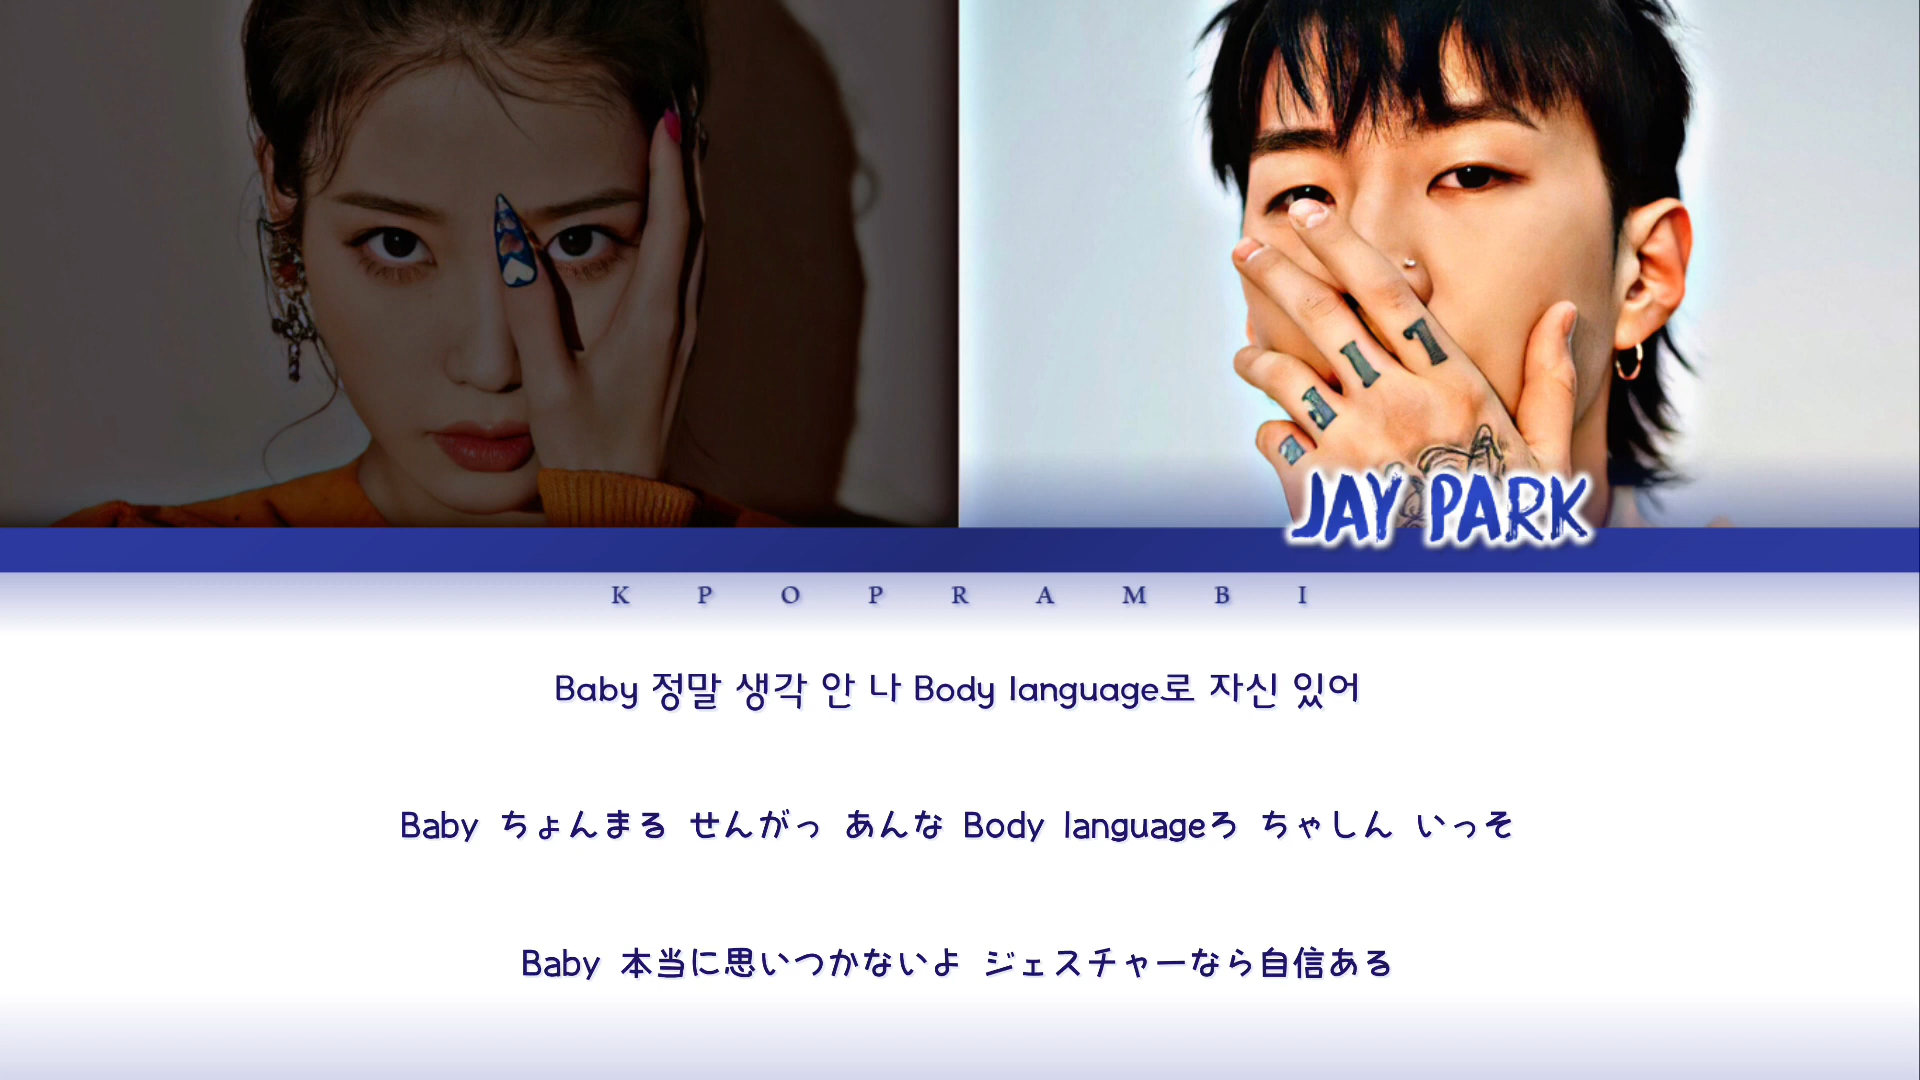 JAY PARK
K P O P R A M B I
Baby 정말 생각 안 나 Body language로 자신 있어
Baby ちょんまる せんがっ あんな Body languageろ ちゃしん いっそ
Baby 本当に思いつかないよ ジェスチャーなら自信ある